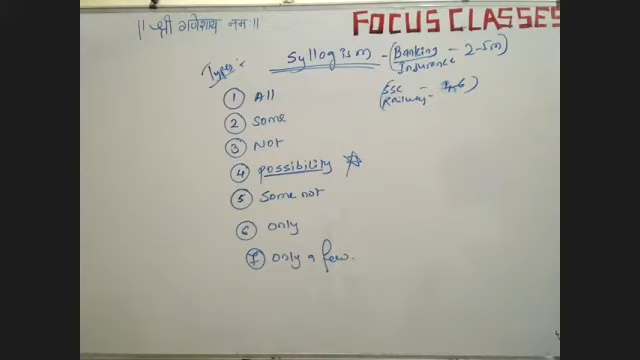 || श्री गणेशाय नमः ||
FOCUS CLASSES
Syllogism - (Banking - 2-5m)
Insurance
(SSC -
Railway -
Types :-
① All
② Some
③ Not
④ possibility ☆
⑤ Some not
⑥ only
⑦ only a few.